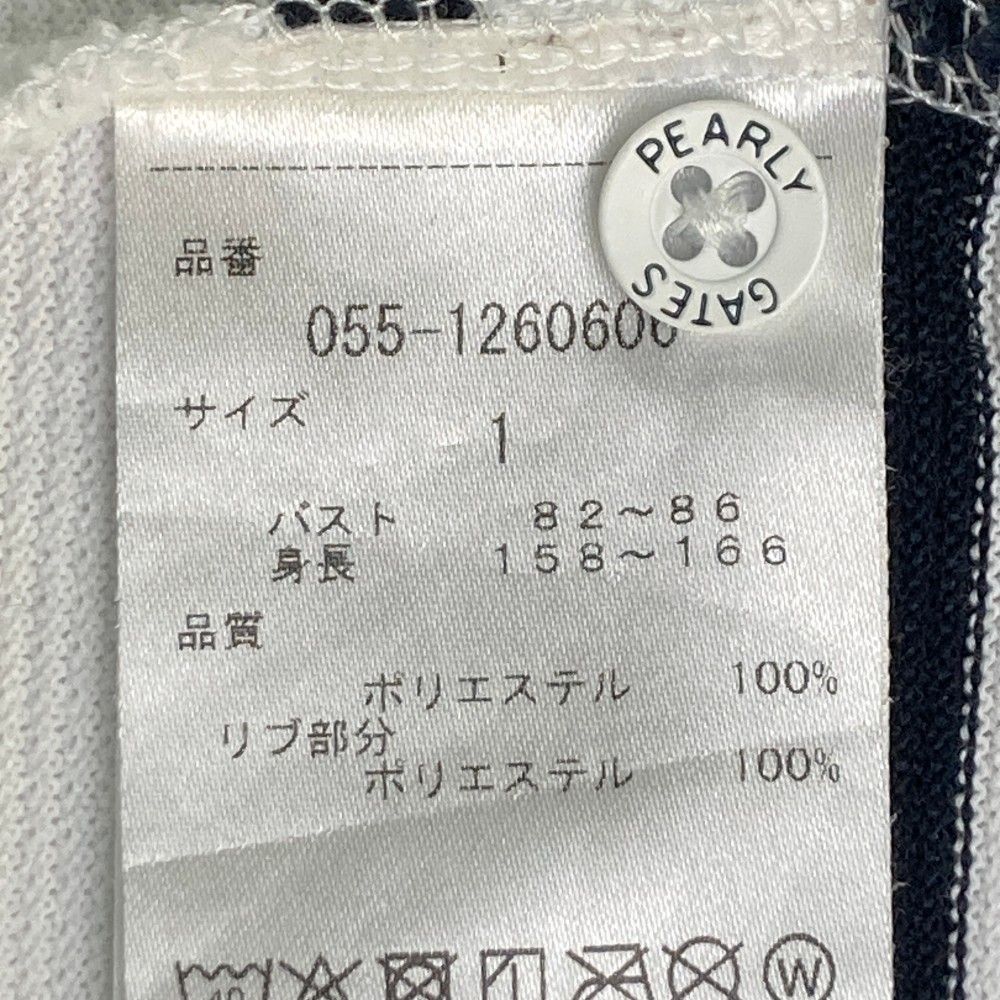 PEARLY
GATES
品番
055-1260606
サイズ
1
バスト 82~86
身長 158~166
品質
ポリエステル 100%
リブ部分
ポリエステル 100%
40
W